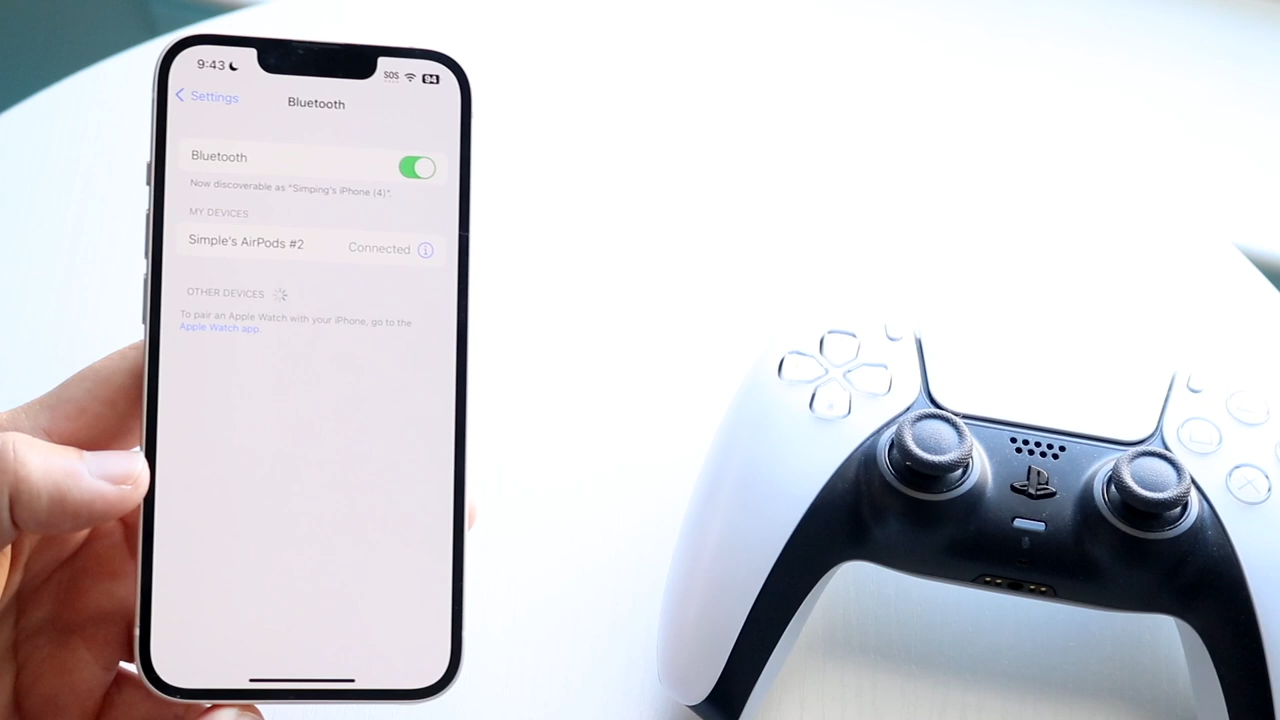 9:43
SOS
94
Settings
Bluetooth
Bluetooth
Now discoverable as "Simping's iPhone (4)".
MY DEVICES
Simple's AirPods #2
Connected
OTHER DEVICES
To pair an Apple Watch with your iPhone, go to the
Apple Watch app.